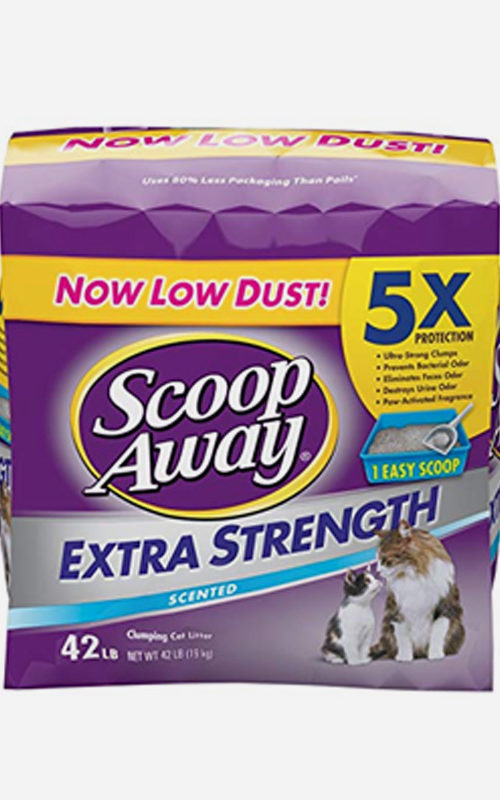 NOW LOW DUST!
Uses 80% Less Packaging Than Pails*
NOW LOW DUST!
5X
PROTECTION
• Ultra-Strong Clumps
• Prevents Bacterial Odor
• Eliminates Feces Odor
• Destroys Urine Odor
• Paw-Activated Fragrance
SCOOP
AWAY®
1 EASY SCOOP
EXTRA STRENGTH
SCENTED
42 LB
Clumping Cat Litter
NET WT 42 LB (19 kg)